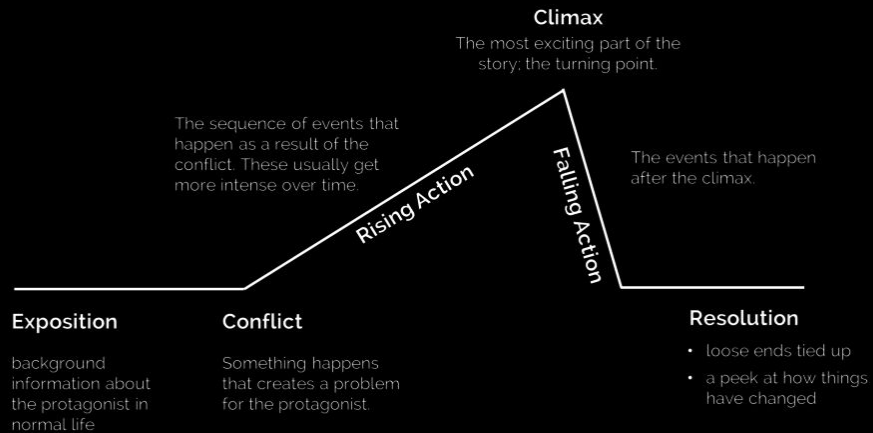 Climax
The most exciting part of the
story; the turning point.
The sequence of events that
happen as a result of the
conflict. These usually get
more intense over time.
Rising Action
Falling Action
The events that happen
after the climax.
Exposition
background
information about
the protagonist in
normal life
Conflict
Something happens
that creates a problem
for the protagonist.
Resolution
• loose ends tied up
• a peek at how things
have changed